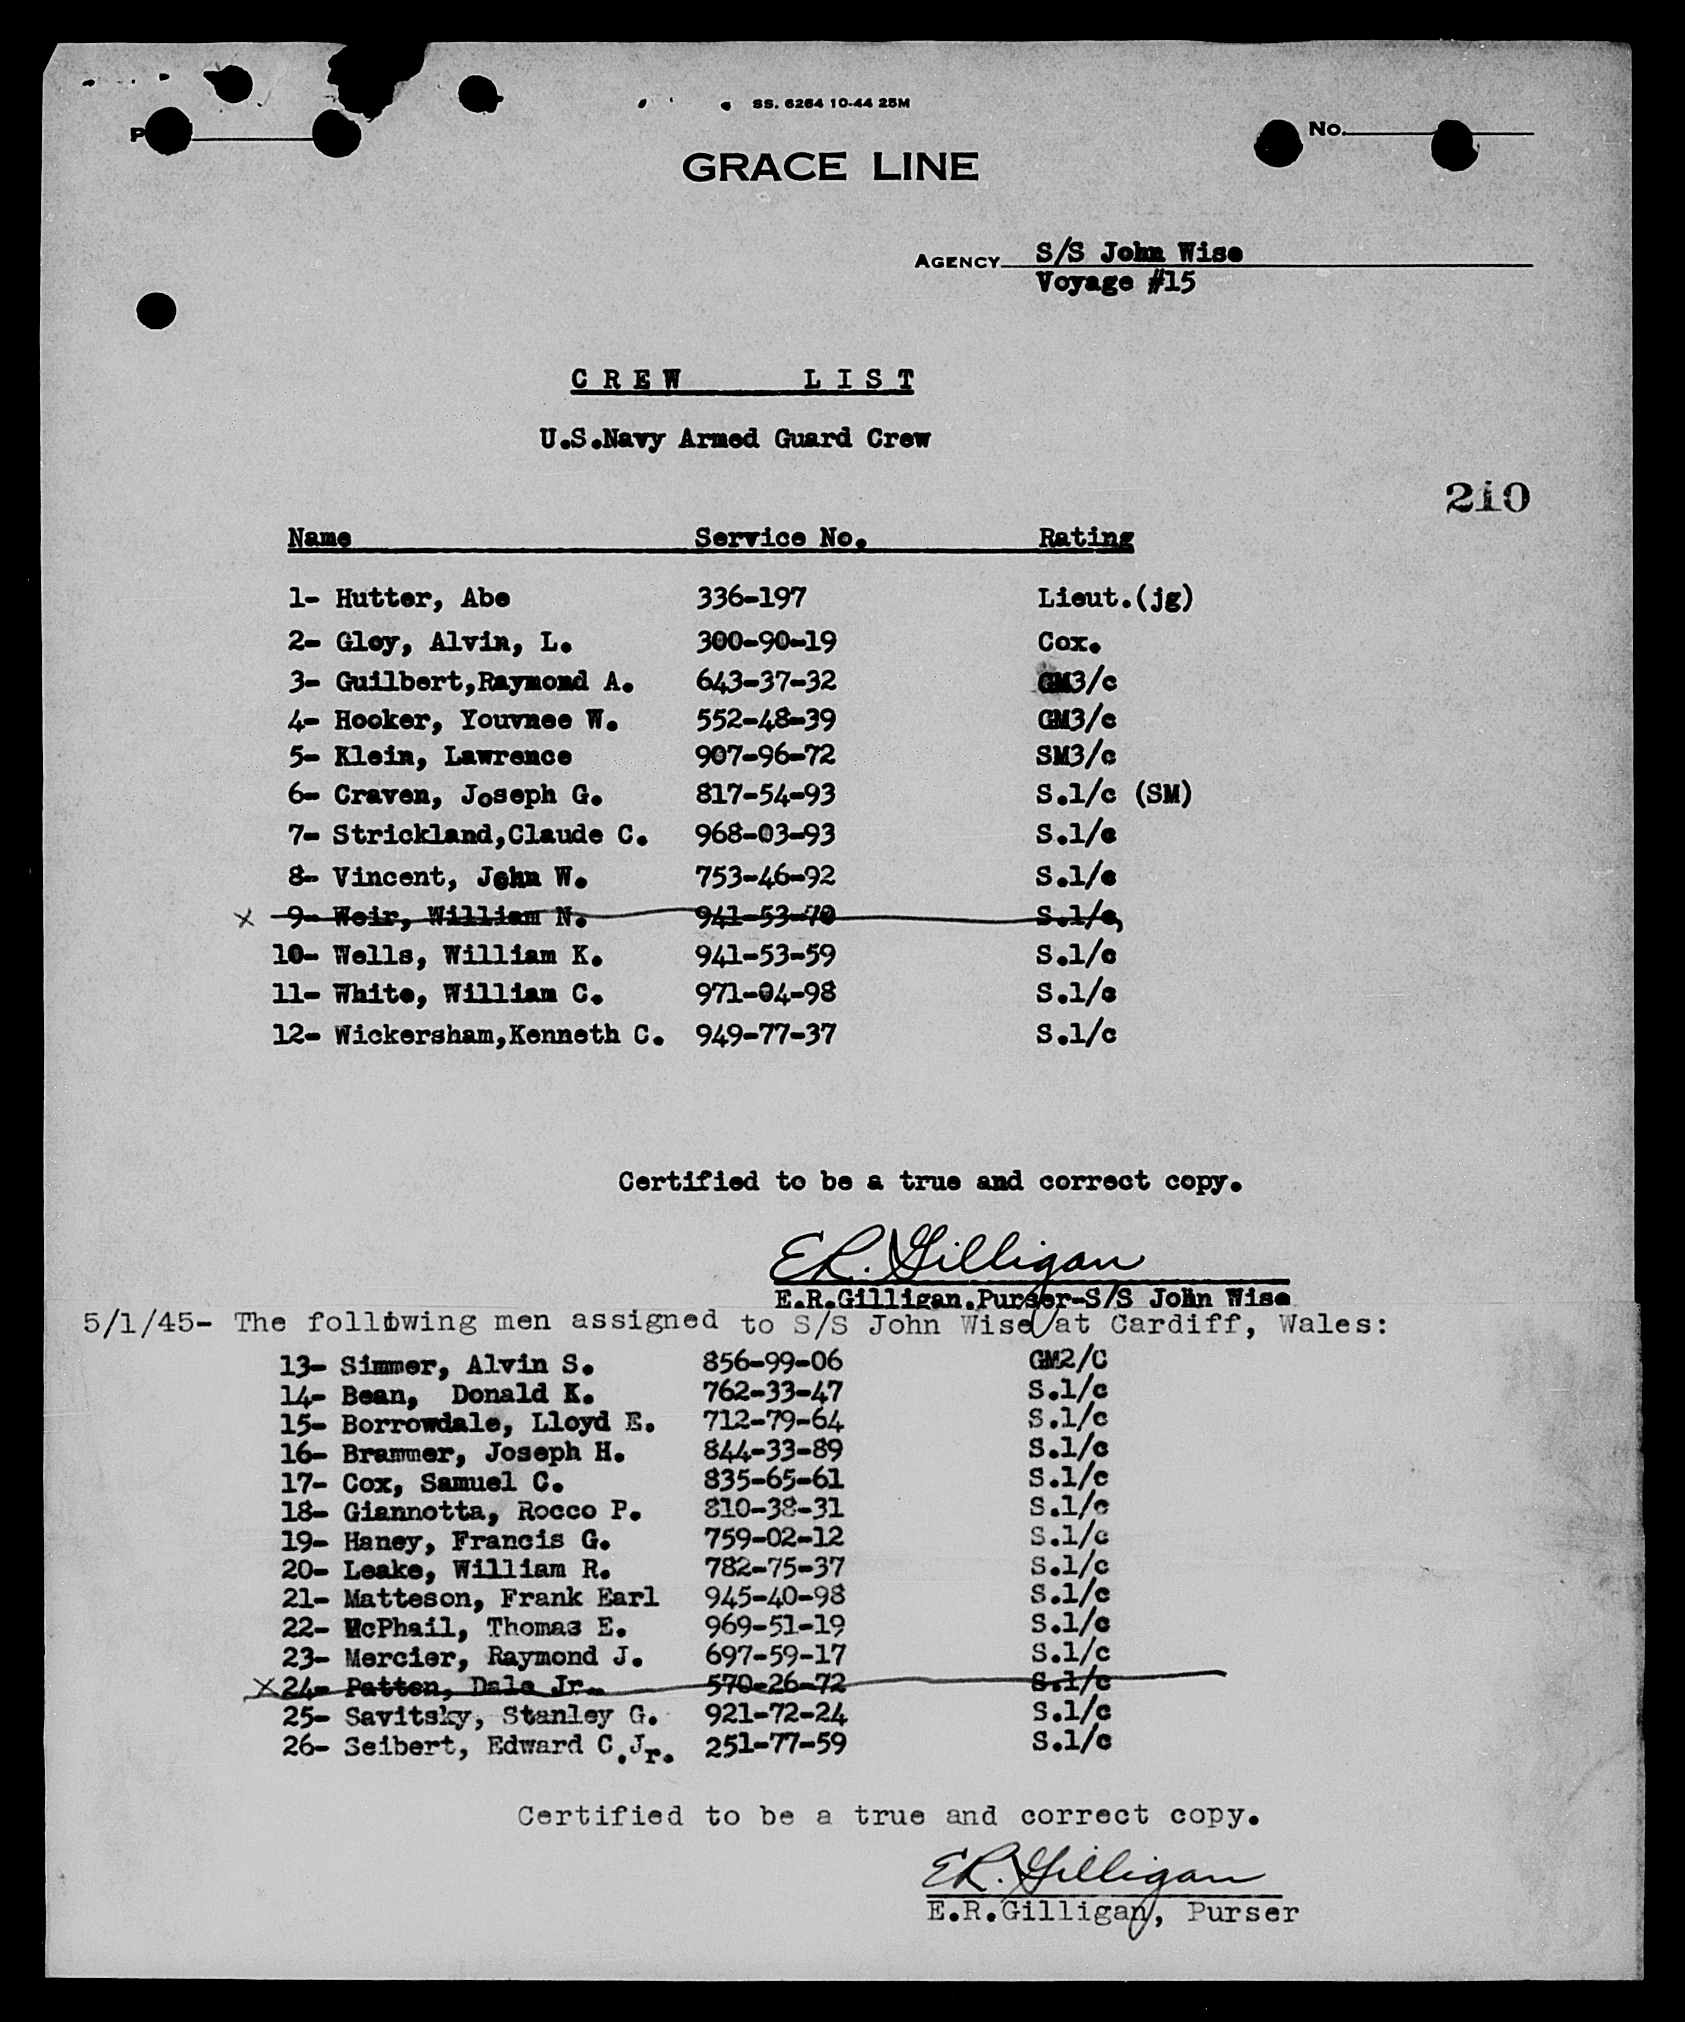 SS. 6264 10-44 25M
P
No.
GRACE LINE
AGENCY S/S John Wise
Voyage #15
CREW LIST
U.S.Navy Armed Guard Crew
210
Name Service No. Rating
1- Hutter, Abe 336-197 Lieut.(jg)
2- Gloy, Alvin, L. 300-90-19 Cox.
3- Guilbert,Raymond A. 643-37-32 GM3/c
4- Hooker, Youvnee W. 552-48-39 GM3/c
5- Klein, Lawrence 907-96-72 SM3/c
6- Craven, Joseph G. 817-54-93 S.1/c (SM)
7- Strickland,Claude C. 968-03-93 S.1/c
8- Vincent, John W. 753-46-92 S.1/c
x 9- Weir, William N. 941-53-70 S.1/c,
10- Wells, William K. 941-53-59 S.1/c
11- White, William C. 971-04-98 S.1/c
12- Wickersham,Kenneth C. 949-77-37 S.1/c
Certified to be a true and correct copy.
E.R. Gilligan
E.R.Gilligan.Purser-S/S John Wise
5/1/45- The following men assigned to S/S John Wise at Cardiff, Wales:
13- Simmer, Alvin S. 856-99-06 GM2/C
14- Bean, Donald K. 762-33-47 S.1/c
15- Borrowdale, Lloyd E. 712-79-64 S.1/c
16- Brammer, Joseph H. 844-33-89 S.1/c
17- Cox, Samuel C. 835-65-61 S.1/c
18- Giannotta, Rocco P. 810-38-31 S.1/c
19- Haney, Francis G. 759-02-12 S.1/c
20- Leake, William R. 782-75-37 S.1/c
21- Matteson, Frank Earl 945-40-98 S.1/c
22- McPhail, Thomas E. 969-51-19 S.1/c
23- Mercier, Raymond J. 697-59-17 S.1/c
x 24- Patton, Dale Jr. 570-26-72 S.1/c
25- Savitsky, Stanley G. 921-72-24 S.1/c
26- Seibert, Edward C.Jr. 251-77-59 S.1/c
Certified to be a true and correct copy.
E.R. Gilligan
E.R.Gilligan, Purser